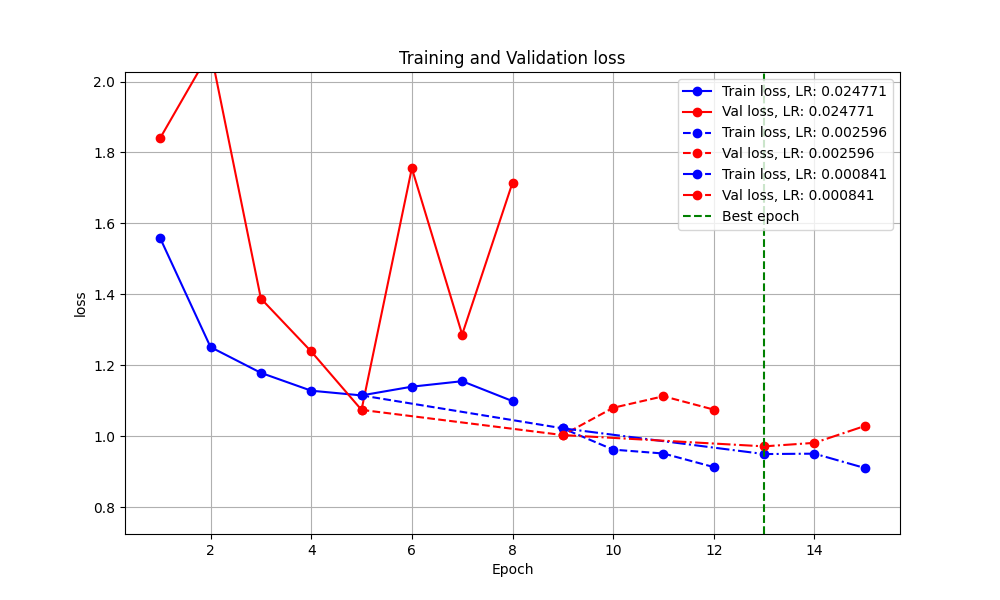 Training and Validation loss
Train loss, LR: 0.024771
Val loss, LR: 0.024771
Train loss, LR: 0.002596
Val loss, LR: 0.002596
Train loss, LR: 0.000841
Val loss, LR: 0.000841
Best epoch
loss
2.0
1.8
1.6
1.4
1.2
1.0
0.8
2 4 6 8 10 12 14
Epoch